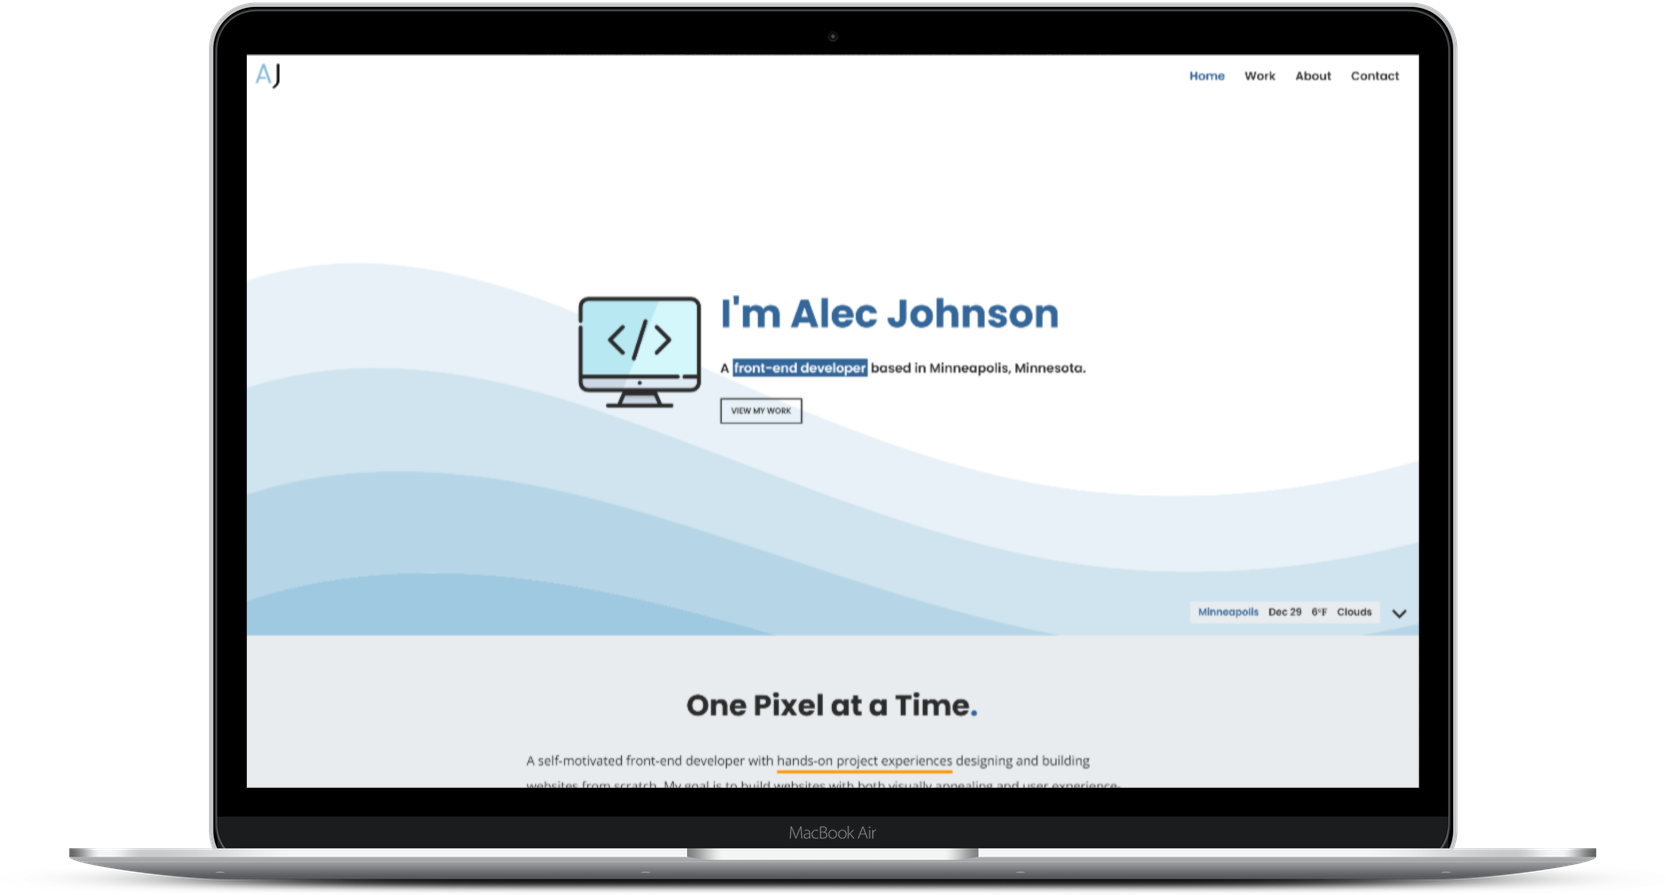 AJ
Home Work About Contact
</>
I'm Alec Johnson
A front-end developer based in Minneapolis, Minnesota.
VIEW MY WORK
Minneapolis Dec 29 6°F Clouds
One Pixel at a Time.
A self-motivated front-end developer with hands-on project experiences designing and building
websites from scratch. My goal is to build websites with both visually appealing and user experience-
MacBook Air